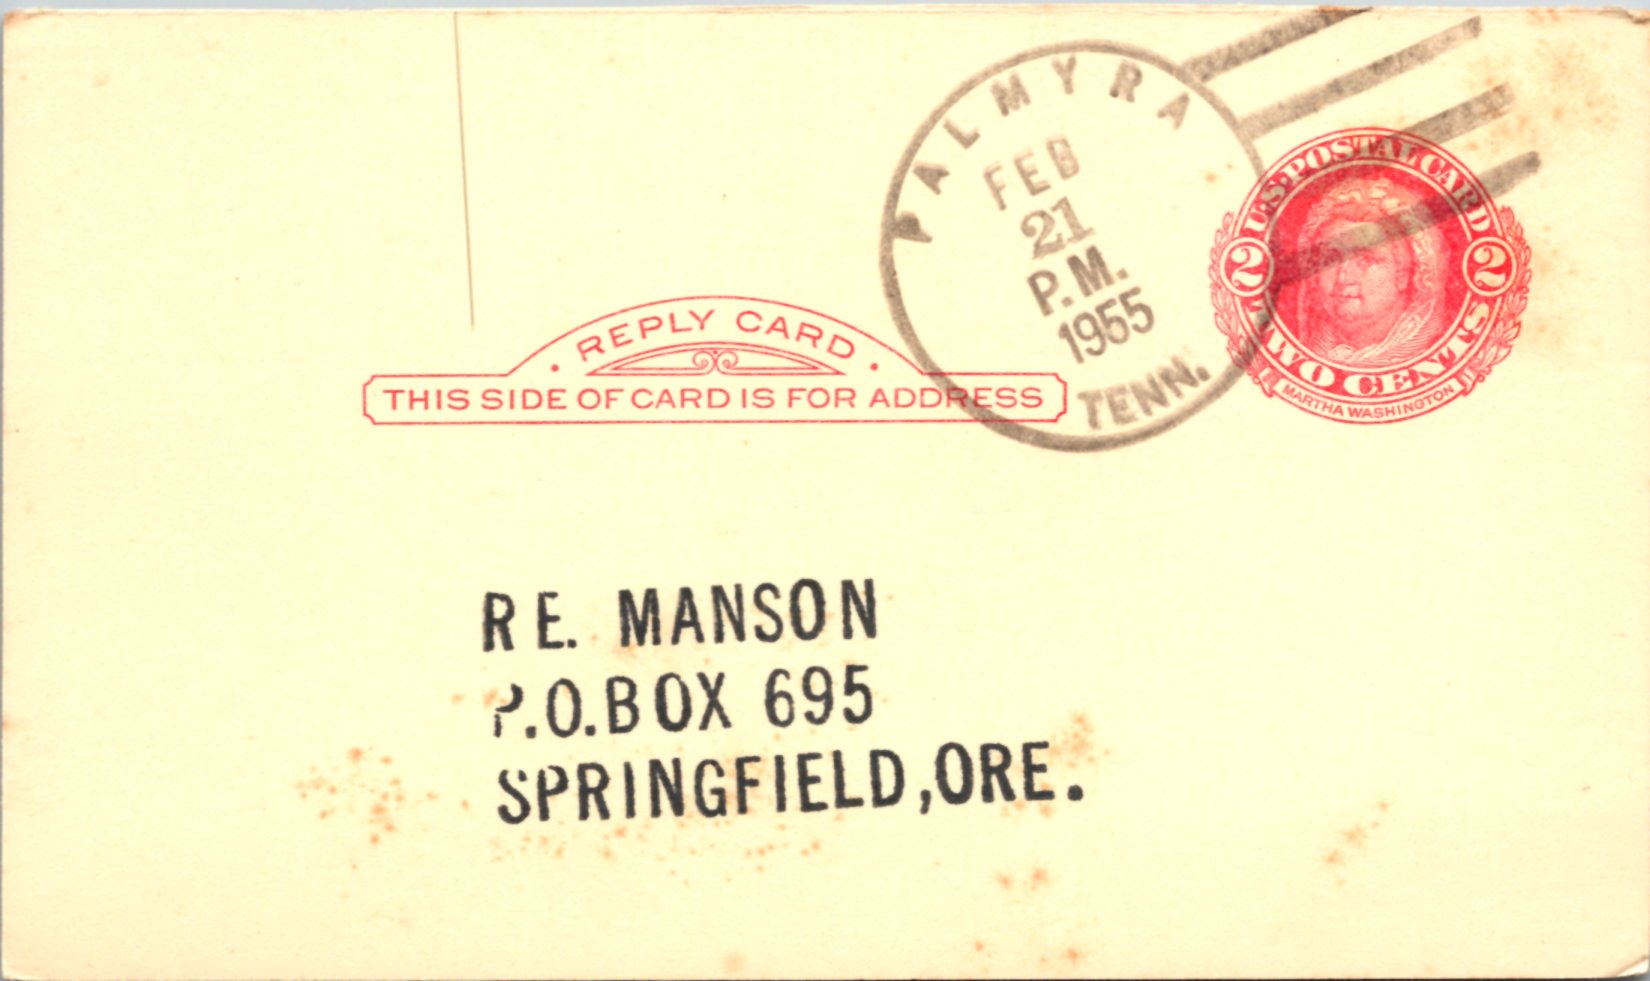 PALMYRA
FEB
21
P.M.
1955
TENN.
U.S. POSTAL CARD
2 2
TWO CENTS
MARTHA WASHINGTON
· REPLY CARD ·
THIS SIDE OF CARD IS FOR ADDRESS
R E. MANSON
P.O.BOX 695
SPRINGFIELD,ORE.